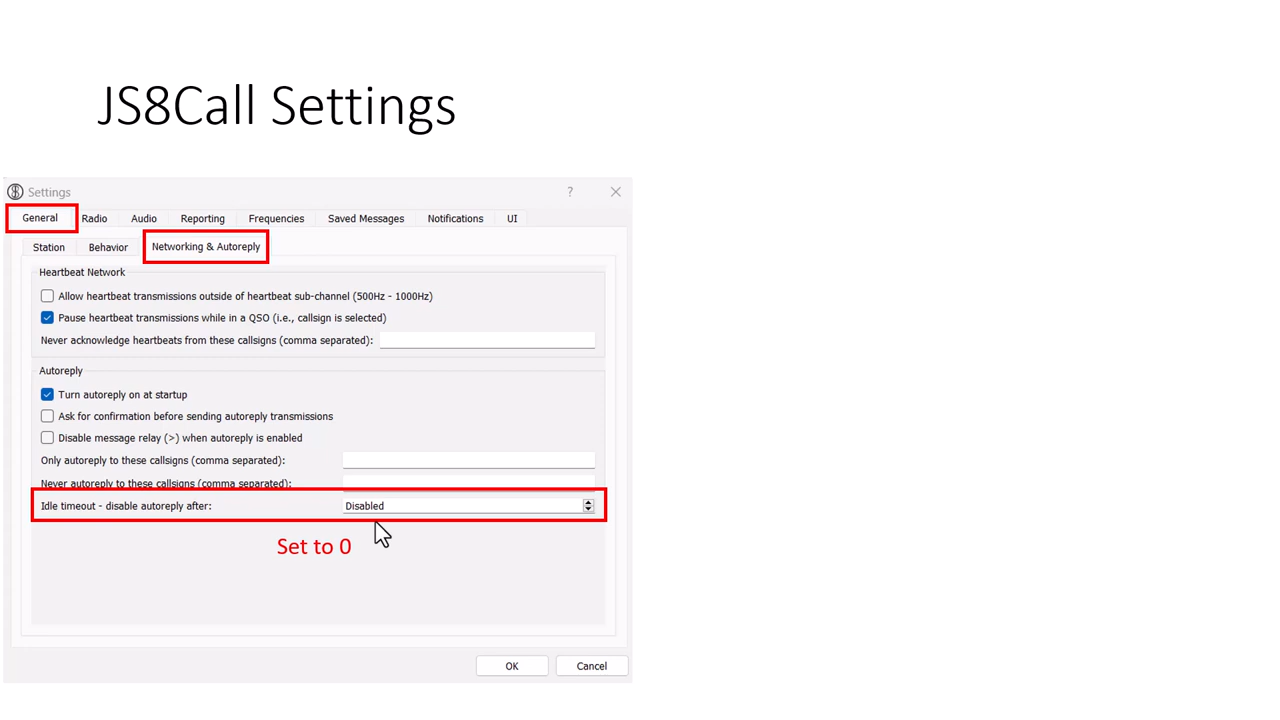 JS8Call Settings
Settings
?
General Radio Audio Reporting Frequencies Saved Messages Notifications UI
Station Behavior Networking & Autoreply
Heartbeat Network
Allow heartbeat transmissions outside of heartbeat sub-channel (500Hz - 1000Hz)
Pause heartbeat transmissions while in a QSO (i.e., callsign is selected)
Never acknowledge heartbeats from these callsigns (comma separated):
Autoreply
Turn autoreply on at startup
Ask for confirmation before sending autoreply transmissions
Disable message relay (>) when autoreply is enabled
Only autoreply to these callsigns (comma separated):
Never autoreply to these callsigns (comma separated):
Idle timeout - disable autoreply after: Disabled
Set to 0
OK Cancel